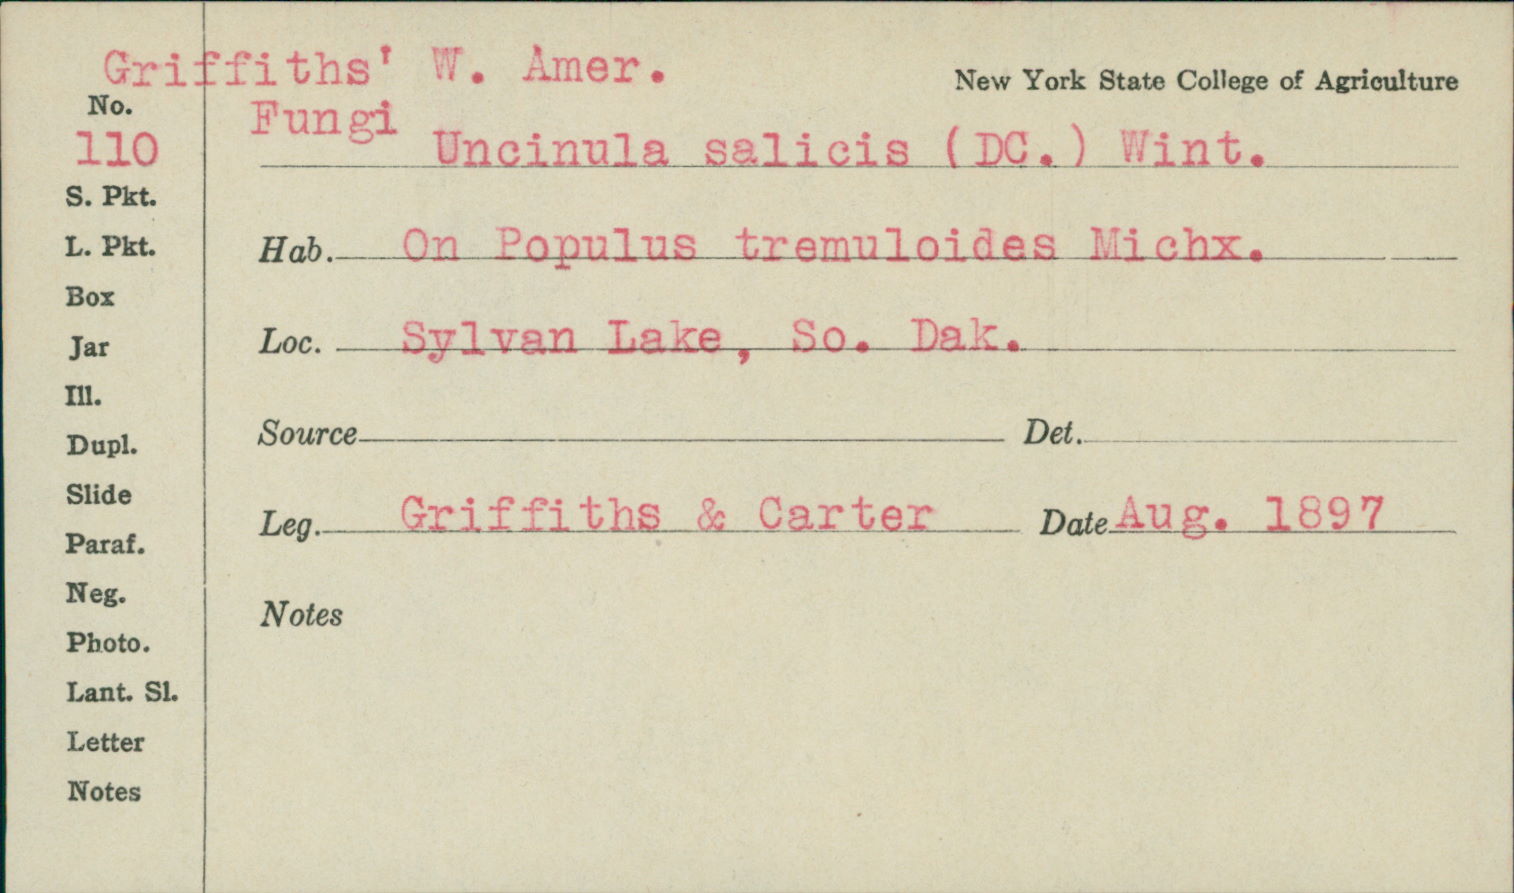 Griffiths' W. Amer.
New York State College of Agriculture
No.
Fungi
110
Uncinula salicis (DC.) Wint.
S. Pkt.
L. Pkt.
Hab. On Populus tremuloides Michx.
Box
Jar
Loc. Sylvan Lake, So. Dak.
Ill.
Dupl.
Source Det.
Slide
Leg. Griffiths & Carter Date Aug. 1897
Paraf.
Neg.
Notes
Photo.
Lant. Sl.
Letter
Notes